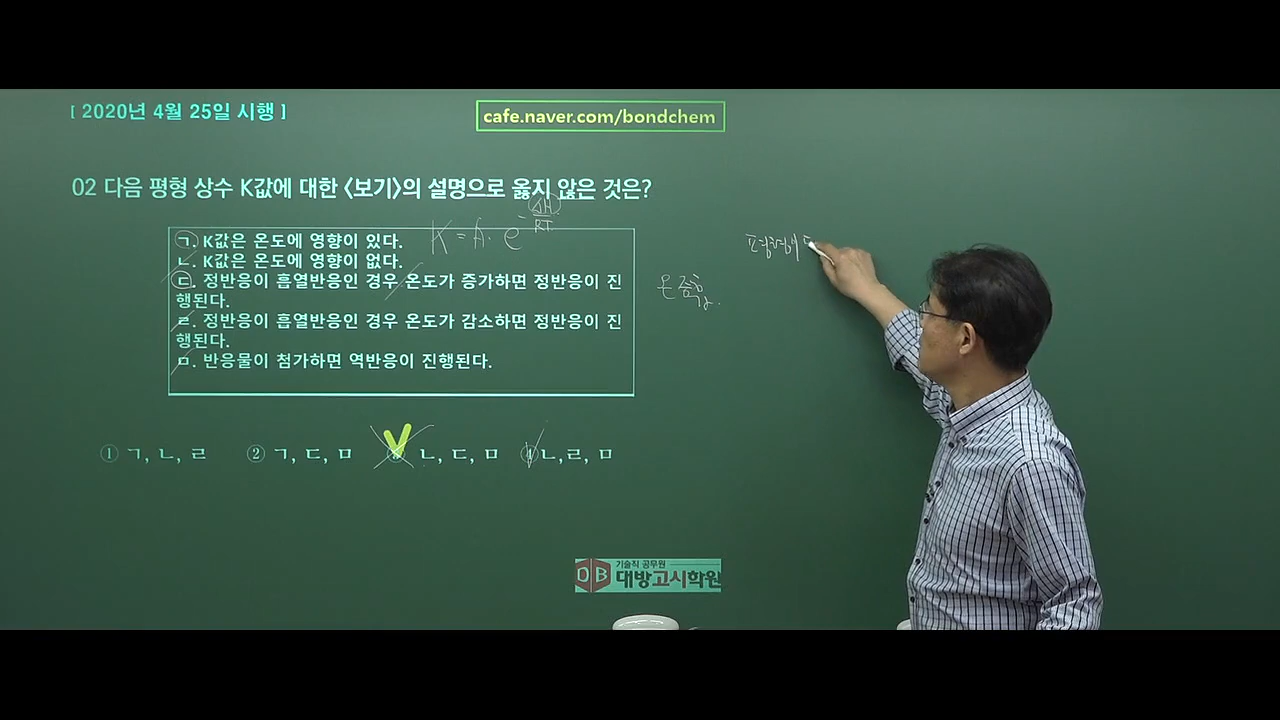 [ 2020년 4월 25일 시행 ]
cafe.naver.com/bondchem
02 다음 평형 상수 K값에 대한 <보기>의 설명으로 옳지 않은 것은?
ㄱ. K값은 온도에 영향이 있다.
K = A · e^-ΔH/RT
ㄴ. K값은 온도에 영향이 없다.
ㄷ. 정반응이 흡열반응인 경우 온도가 증가하면 정반응이 진
행된다.
ㄹ. 정반응이 흡열반응인 경우 온도가 감소하면 정반응이 진
행된다.
ㅁ. 반응물이 첨가하면 역반응이 진행된다.
① ㄱ, ㄴ, ㄹ ② ㄱ, ㄷ, ㅁ ③ ㄴ, ㄷ, ㅁ ④ ㄴ,ㄹ, ㅁ
DB
기술직 공무원
대방고시학원